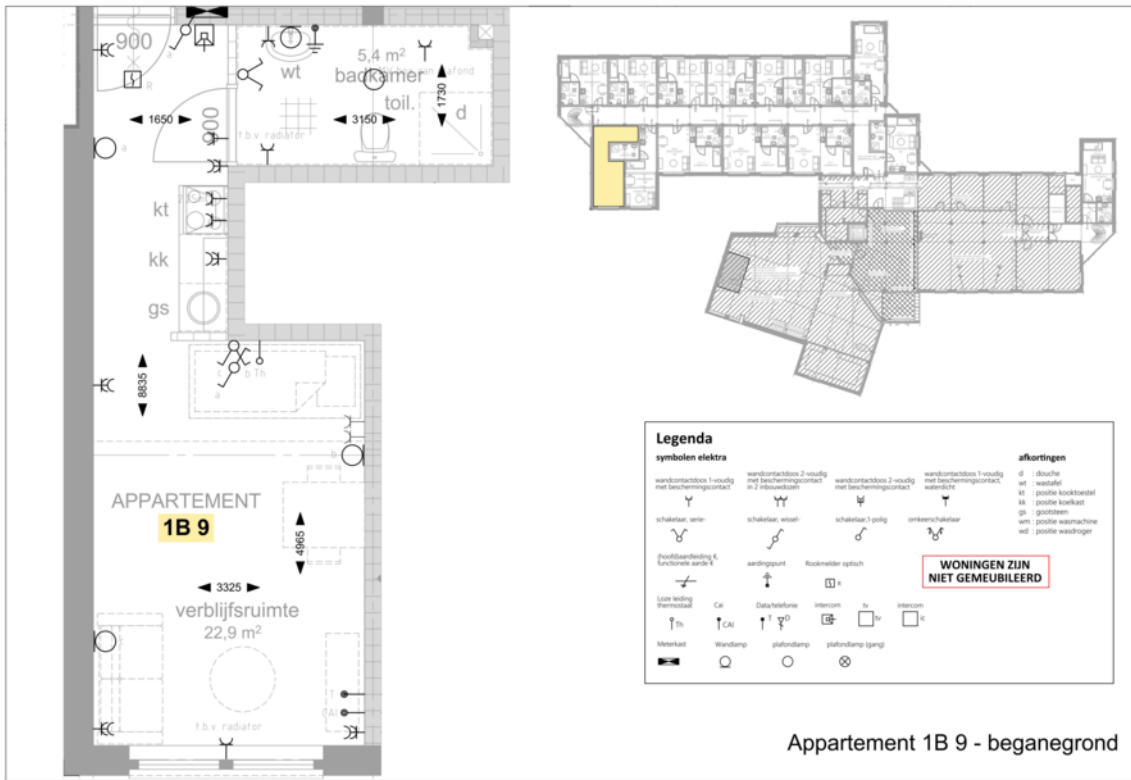 900
a
R
1650
900
a
wt
5,4 m²
badkamer
toil.
3150
1730
d
t.b.v. radiator
kt
kk
gs
8835
c
b Th
a
b
APPARTEMENT
1B 9
4965
3325
verblijfsruimte
22,9 m²
T
CAI
t.b.v. radiator
Legenda
symbolen elektra
wandcontactdoos 1-voudig
met beschermingscontact
wandcontactdoos 2-voudig
met beschermingscontact
in 2 inbouwdozen
wandcontactdoos 2-voudig
met beschermingscontact
wandcontactdoos 1-voudig
met beschermingscontact,
waterdicht
schakelaar, serie-
schakelaar, wissel-
schakelaar,1-polig
omkeerschakelaar
(hoofd)aardleiding €,
functionele aarde €
aardingspunt
Rookmelder optisch
R
Loze leiding
thermostaat
Cai
Data/telefonie
intercom
tv
intercom
Th
CAI
T
D
tv
ic
Meterkast
Wandlamp
plafondlamp
plafondlamp (gang)
afkortingen
d : douche
wt : wastafel
kt : positie kooktoestel
kk : positie koelkast
gs : gootsteen
wm : positie wasmachine
wd : positie wasdroger
WONINGEN ZIJN
NIET GEMEUBILEERD
Appartement 1B 9 - beganegrond